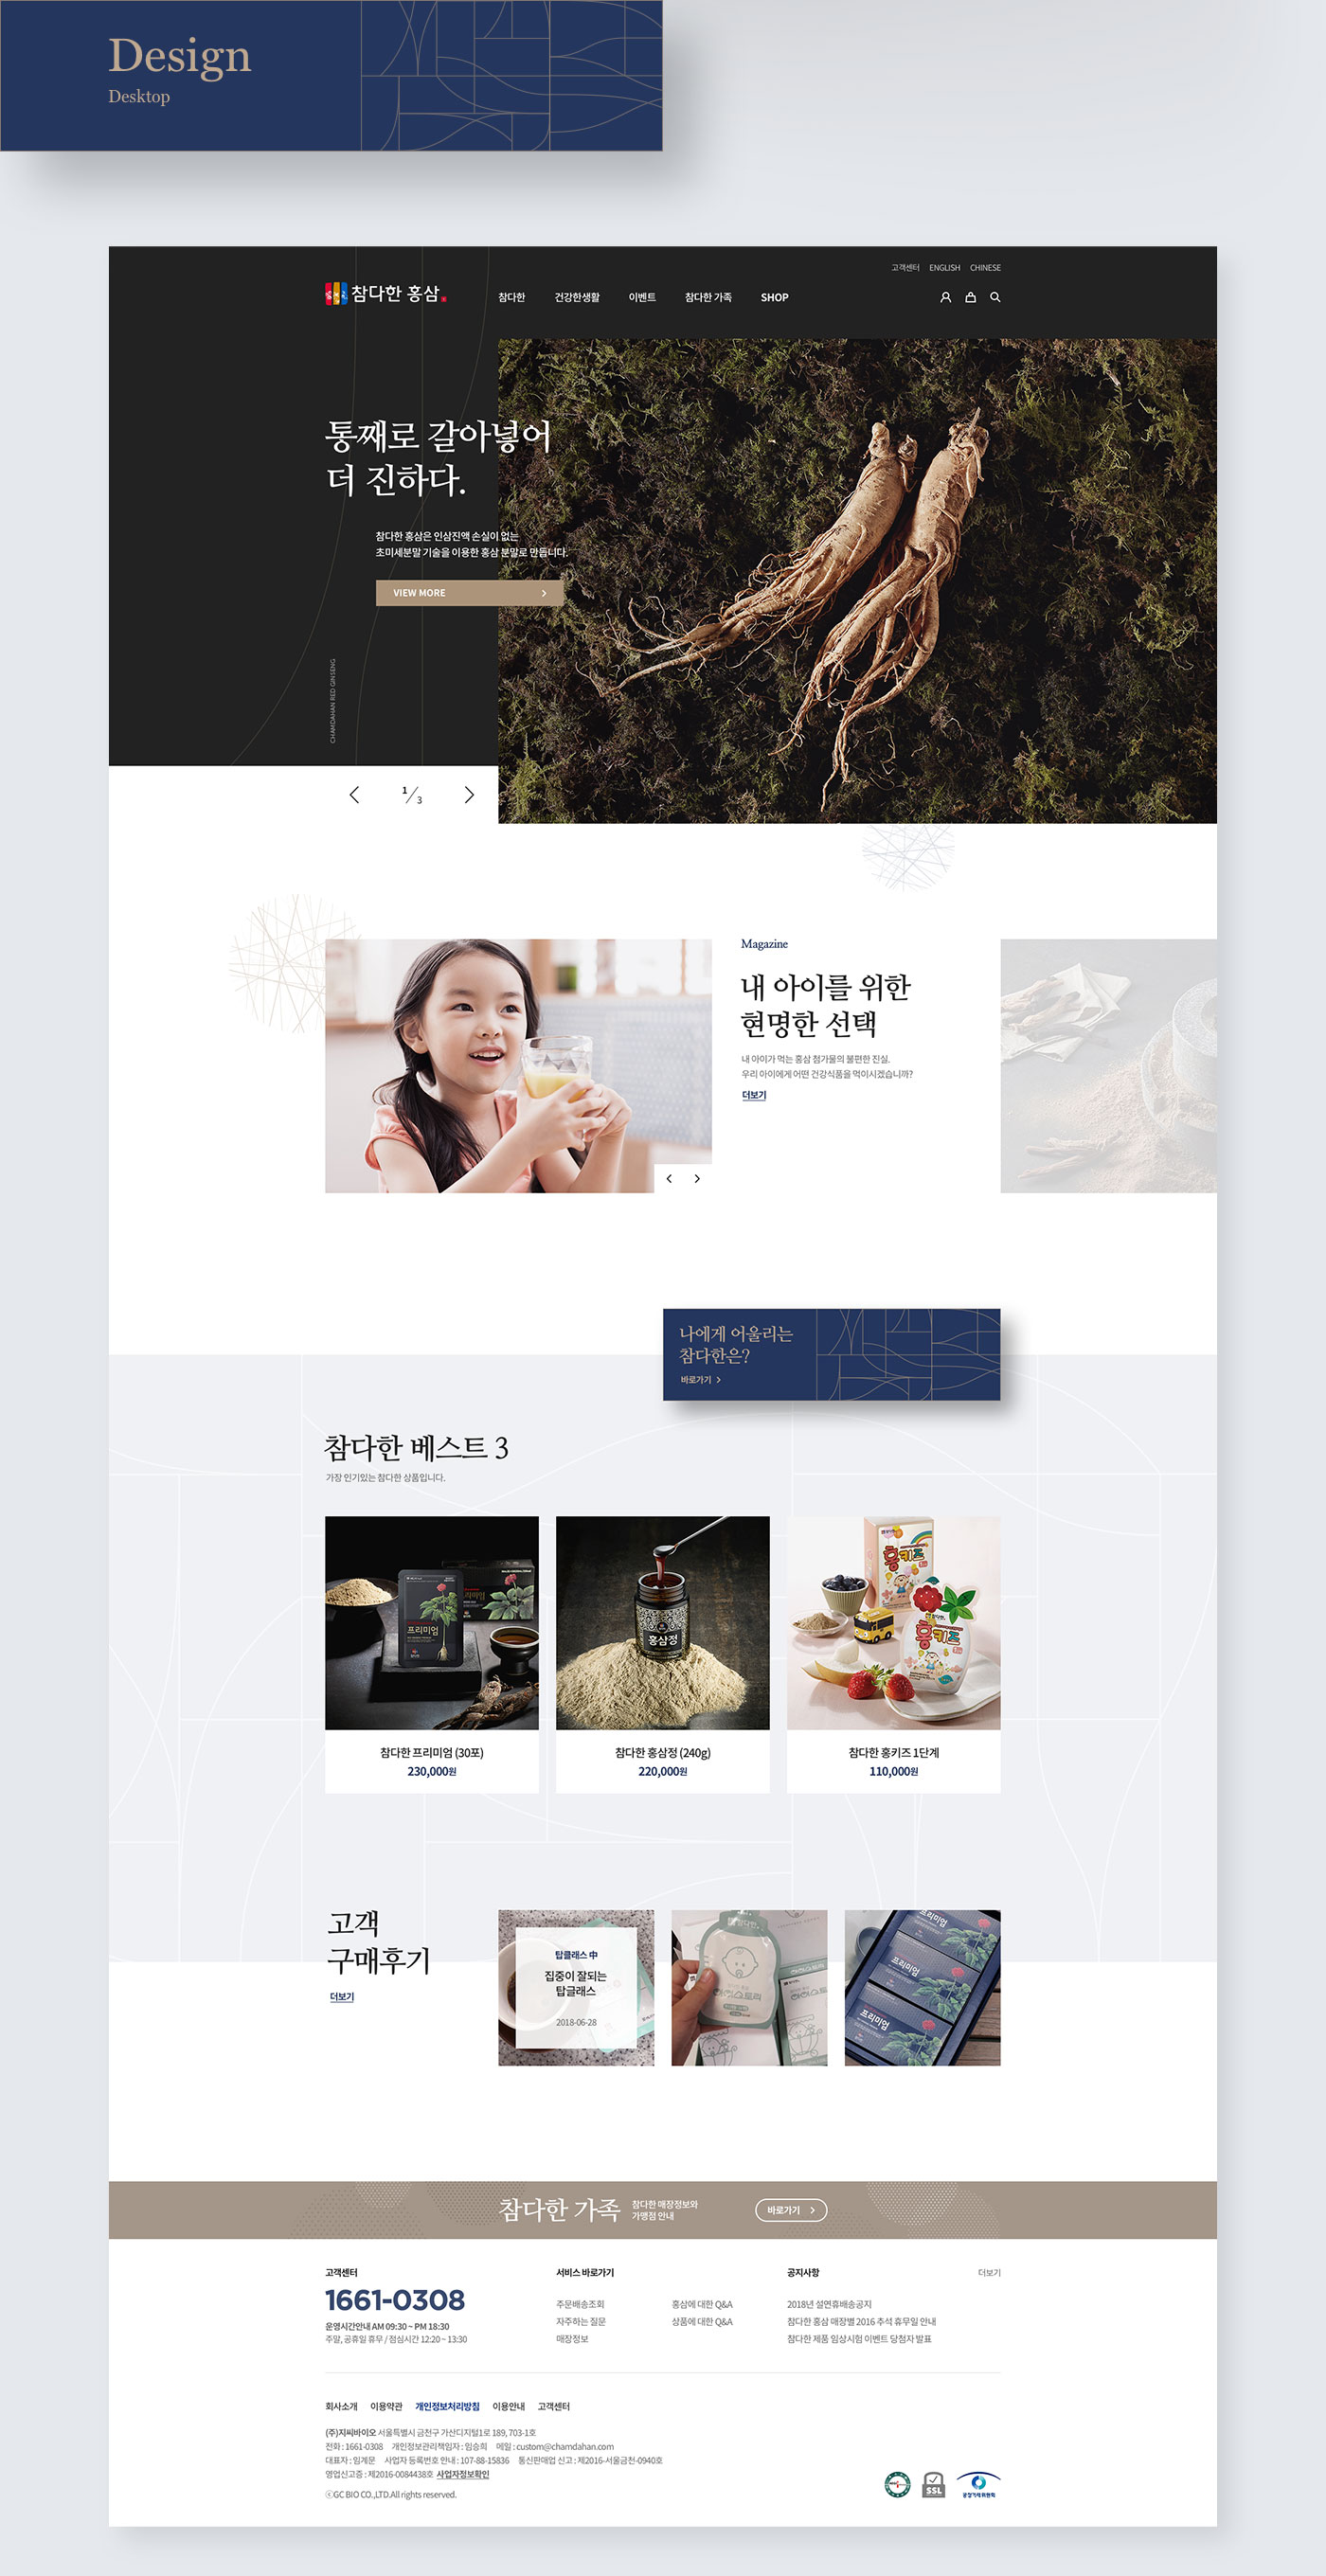 Design
Desktop
고객센터 ENGLISH CHINESE
참다한 홍삼
참다한 건강한생활 이벤트 참다한 가족 SHOP
통째로 갈아넣어
더 진하다.
참다한 홍삼은 인삼진액 손실이 없는
초미세분말 기술을 이용한 홍삼 분말로 만듭니다.
VIEW MORE
CHAMDAHAN RED GINSENG
1/3
Magazine
내 아이를 위한
현명한 선택
내 아이가 먹는 홍삼 첨가물의 불편한 진실.
우리 아이에게 어떤 건강식품을 먹이시겠습니까?
더보기
나에게 어울리는
참다한은?
바로가기
참다한 베스트 3
가장 인기있는 참다한 상품입니다.
프리미엄
홍삼정
홍키즈
홍키즈
참다한 프리미엄 (30포)
230,000원
참다한 홍삼정 (240g)
220,000원
참다한 홍키즈 1단계
110,000원
고객
구매후기
더보기
탑클래스 中
집중이 잘되는
탑글래스
2018-06-28
프리미엄
프리미엄
프리미엄
참다한 가족
참다한 매장정보와
가맹점 안내
바로가기
고객센터
1661-0308
운영시간안내 AM 09:30 ~ PM 18:30
주말, 공휴일 휴무 / 점심시간 12:20 ~ 13:30
서비스 바로가기
주문배송조회
자주하는 질문
매장정보
홍삼에 대한 Q&A
상품에 대한 Q&A
공지사항
더보기
2018년 설연휴배송공지
참다한 홍삼 매장별 2016 추석 휴무일 안내
참다한 제품 임상시험 이벤트 당첨자 발표
회사소개 이용약관 개인정보처리방침 이용안내 고객센터
(주)지씨바이오 서울특별시 금천구 가산디지털1로 189, 703-1호
전화 : 1661-0308 개인정보관리책임자 : 임승희 메일 : custom@chamdahan.com
대표자 : 임계문 사업자 등록번호 안내 : 107-88-15836 통신판매업 신고 : 제2016-서울금천-0940호
영업신고증 : 제2016-0084438호 사업자정보확인
ⓒGC BIO CO.,LTD.All rights reserved.
SSL
공정거래위원회